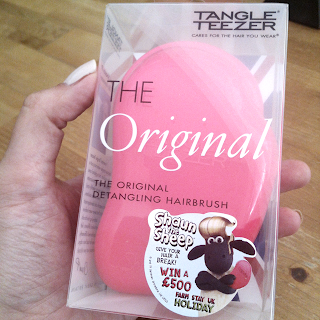 TANGLE
TEEZER
CARES FOR THE HAIR YOU WEAR
THE
Original
THE ORIGINAL
DETANGLING HAIRBRUSH
Shaun
THE
Sheep
GIVE YOUR
HAIR A
BREAK!
WIN A
£500
FARM STAY UK
HOLIDAY